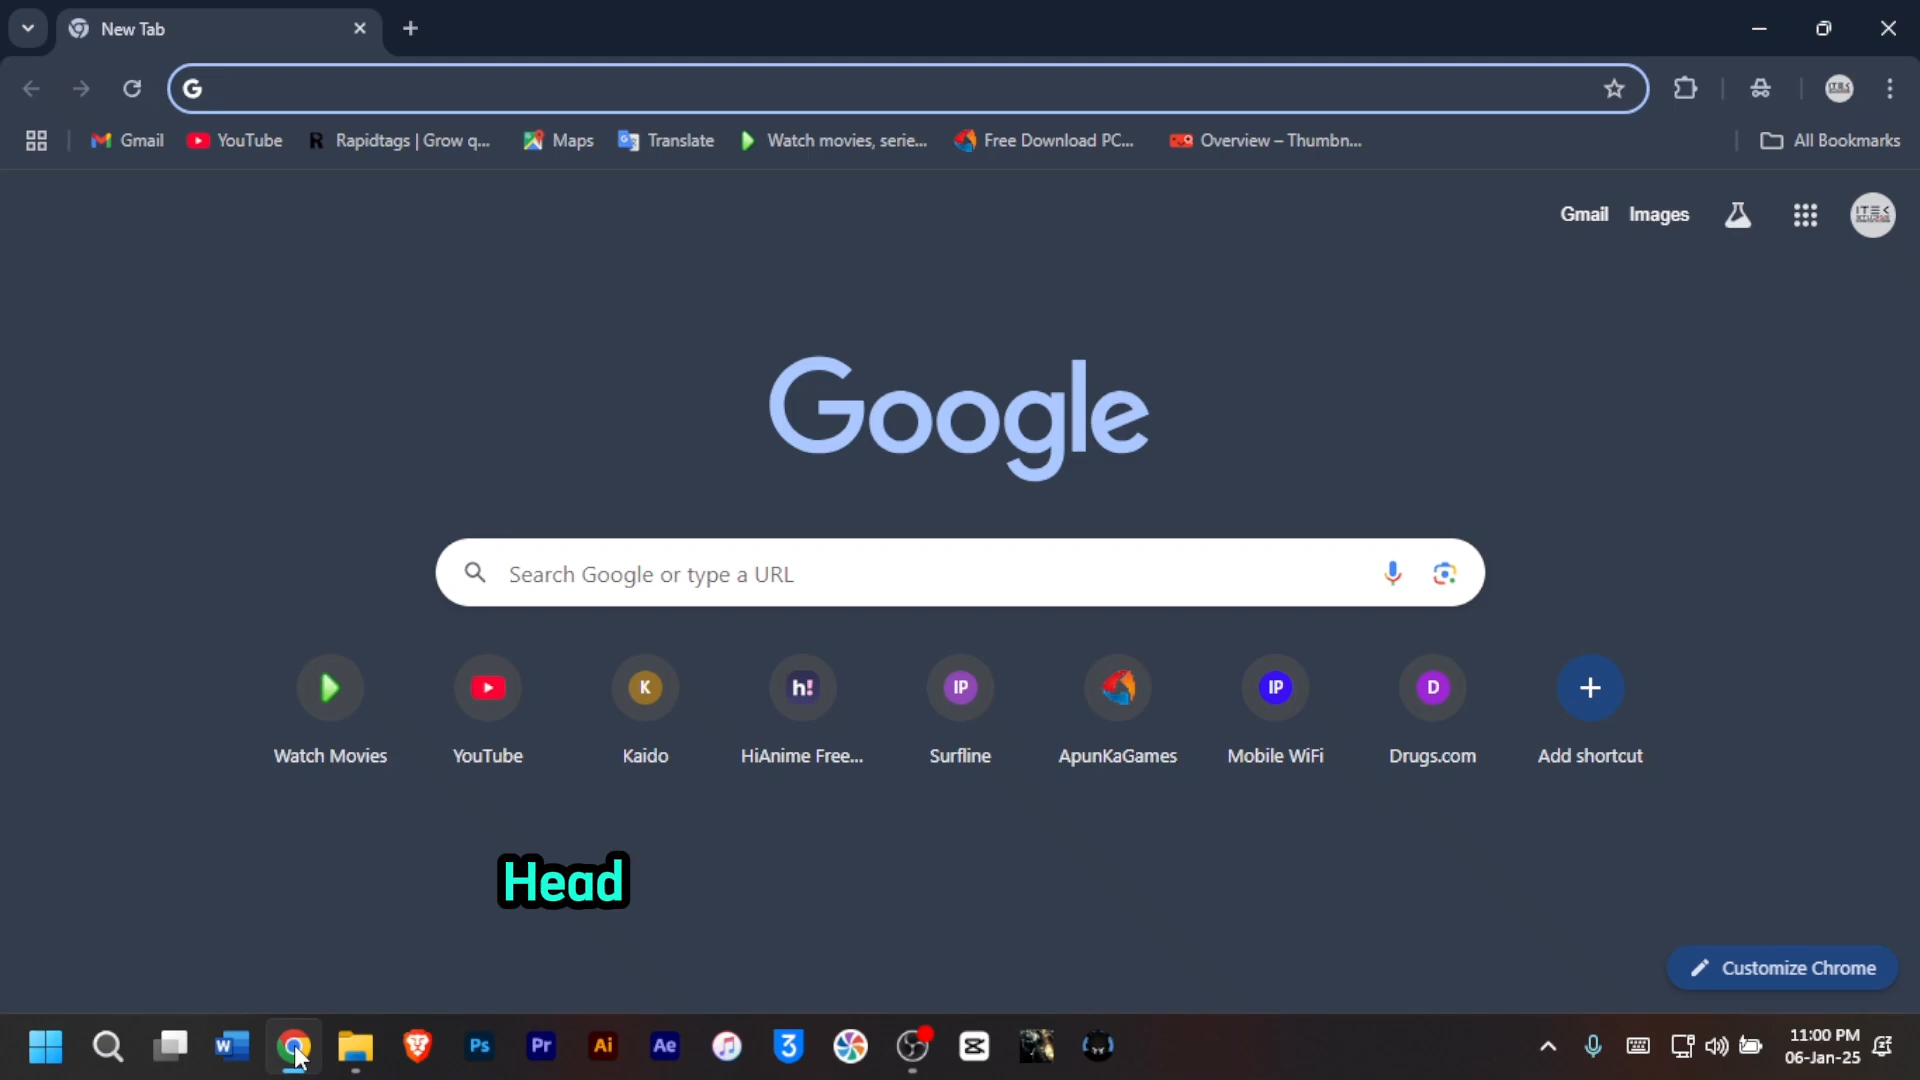 New Tab
Gmail
YouTube
Rapidtags | Grow q...
Maps
Translate
Watch movies, serie...
Free Download PC...
Overview – Thumbn...
All Bookmarks
Gmail
Images
Google
Search Google or type a URL
K
h!
IP
IP
D
Watch Movies
YouTube
Kaido
HiAnime Free...
Surfline
ApunKaGames
Mobile WiFi
Drugs.com
Add shortcut
Head
Customize Chrome
W
Ps
Pr
Ai
Ae
3
11:00 PM
06-Jan-25